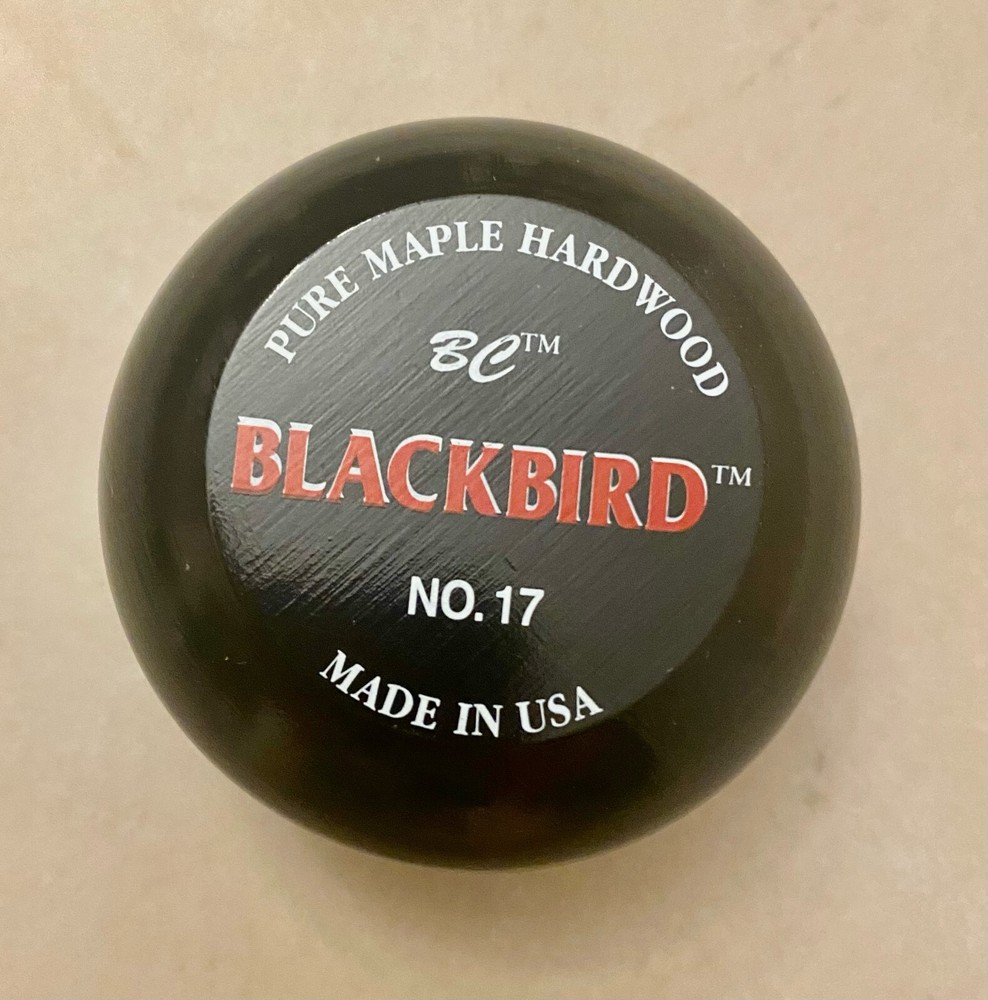 PURE MAPLE HARDWOOD
BC™
BLACKBIRD™
NO. 17
MADE IN USA